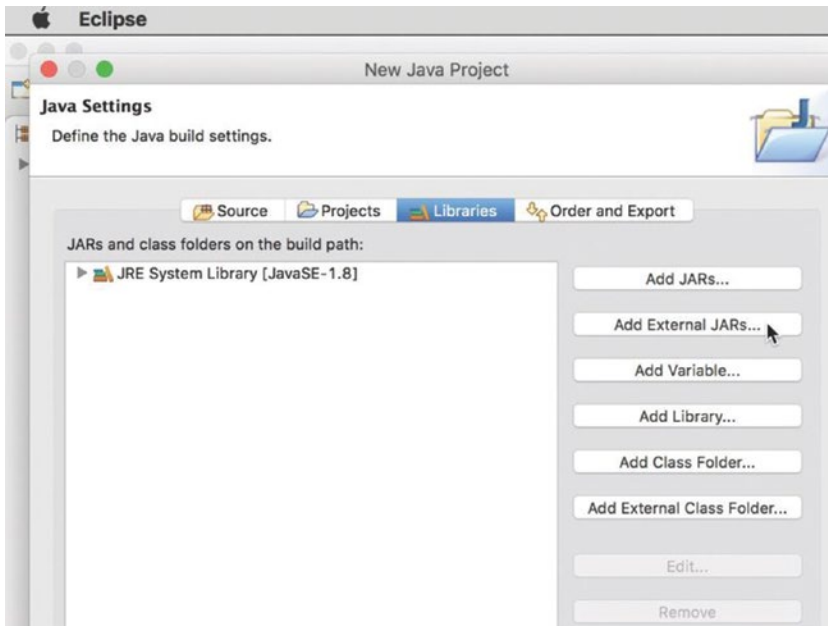 Eclipse
New Java Project
Java Settings
Define the Java build settings.
Source
Projects
Libraries
Order and Export
JARs and class folders on the build path:
JRE System Library [JavaSE-1.8]
Add JARs...
Add External JARs...
Add Variable...
Add Library...
Add Class Folder...
Add External Class Folder...
Edit...
Remove